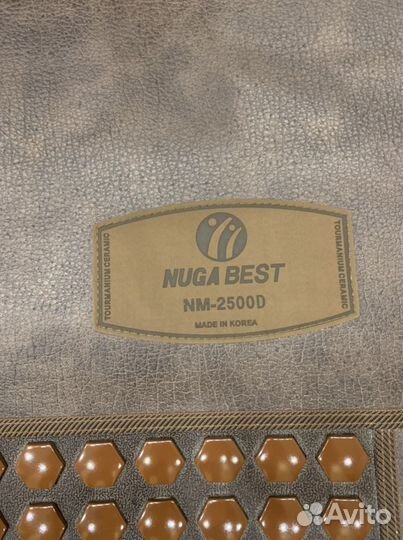 TOURMANIUM CERAMIC
NUGA BEST
NM-2500D
MADE IN KOREA
TOURMANIUM CERAMIC
Avito